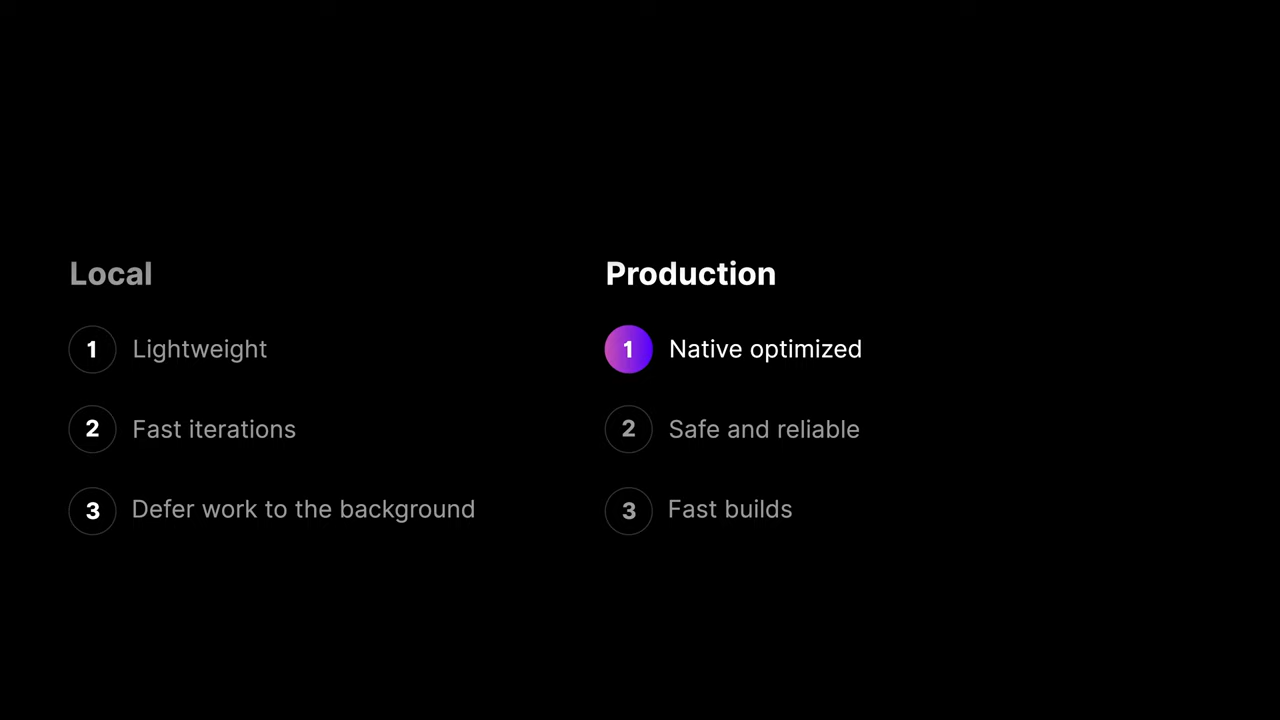 Local
1 Lightweight
2 Fast iterations
3 Defer work to the background
Production
1 Native optimized
2 Safe and reliable
3 Fast builds